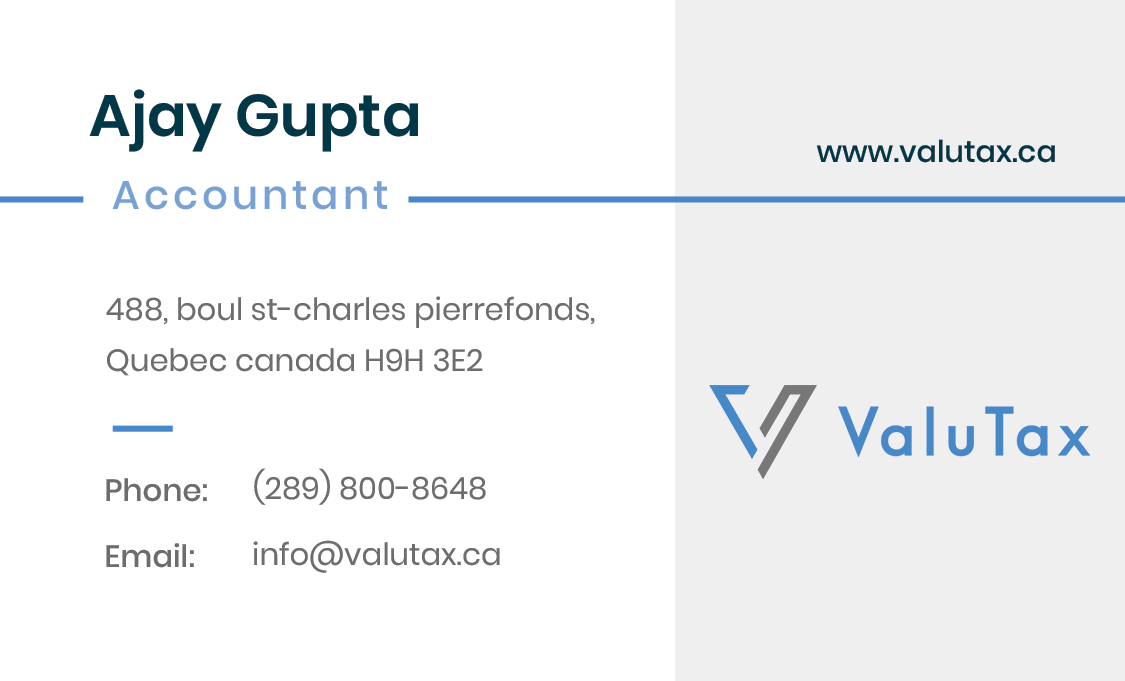 Ajay Gupta
Accountant
www.valutax.ca
488, boul st-charles pierrefonds,
Quebec canada H9H 3E2
Phone: (289) 800-8648
Email: info@valutax.ca
ValuTax